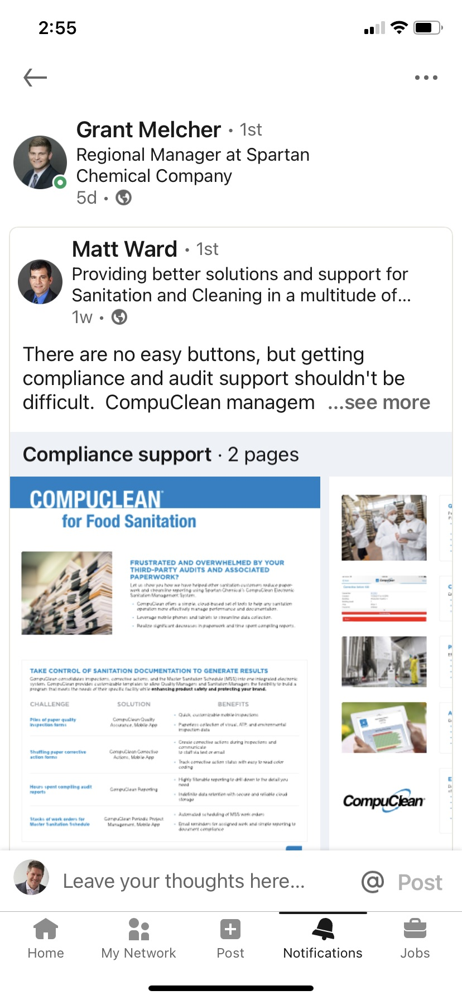 2:55
Grant Melcher • 1st
Regional Manager at Spartan
Chemical Company
5d •
Matt Ward • 1st
Providing better solutions and support for
Sanitation and Cleaning in a multitude of...
1w •
There are no easy buttons, but getting
compliance and audit support shouldn't be
difficult. CompuClean managem ...see more
Compliance support · 2 pages
COMPUCLEAN
for Food Sanitation
FRUSTRATED AND OVERWHELMED BY YOUR
THIRD-PARTY AUDITS AND ASSOCIATED
PAPERWORK?
Let us show you how we have helped other sanitation customers reduce paper-
work and streamline reporting using Spartan Chemical's CompuClean Electronic
Sanitation Management System.
- CompuClean offers a simple, cloud-based set of tools to help any sanitation
operation more effectively manage performance and documentation.
- Leverage mobile phones and tablets to streamline data collection.
- Realize significant decreases in paperwork and time spent compiling reports.
TAKE CONTROL OF SANITATION DOCUMENTATION TO GENERATE RESULTS
CompuClean consolidates inspections, corrective actions, and the Master Sanitation Schedule (MSS) into one integrated electronic
system. CompuClean provides customizable templates to allow Quality Managers and Sanitation Managers the flexibility to build a
program that meets the needs of their specific facility while enhancing product safety and protecting your brand.
CHALLENGE SOLUTION BENEFITS
Piles of paper quality
inspection forms
CompuClean Quality
Assurance, Mobile App
- Quick, customizable mobile inspections
- Paperless collection of visual, ATP, and environmental
inspection data
Shuffling paper corrective
action forms
CompuClean Corrective
Actions, Mobile App
- Create corrective actions during inspections and
communicate
to staff via text or email
- Track corrective action status with easy to read color
coding
Hours spent compiling audit
reports
CompuClean Reporting
- Highly filterable reporting to drill down to the detail you
need
- Indefinite data retention with secure and reliable cloud
storage
Stacks of work orders for
Master Sanitation Schedule
CompuClean Periodic Project
Management, Mobile App
- Automated scheduling of MSS work orders
- Email reminders for assigned work and simple reporting to
document compliance
CompuClean
CompuClean
Leave your thoughts here... @ Post
Home My Network Post Notifications Jobs